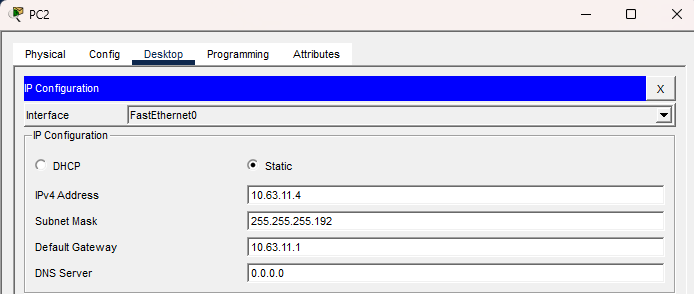 PC2
Physical Config Desktop Programming Attributes
IP Configuration X
Interface FastEthernet0
IP Configuration
DHCP Static
IPv4 Address 10.63.11.4
Subnet Mask 255.255.255.192
Default Gateway 10.63.11.1
DNS Server 0.0.0.0